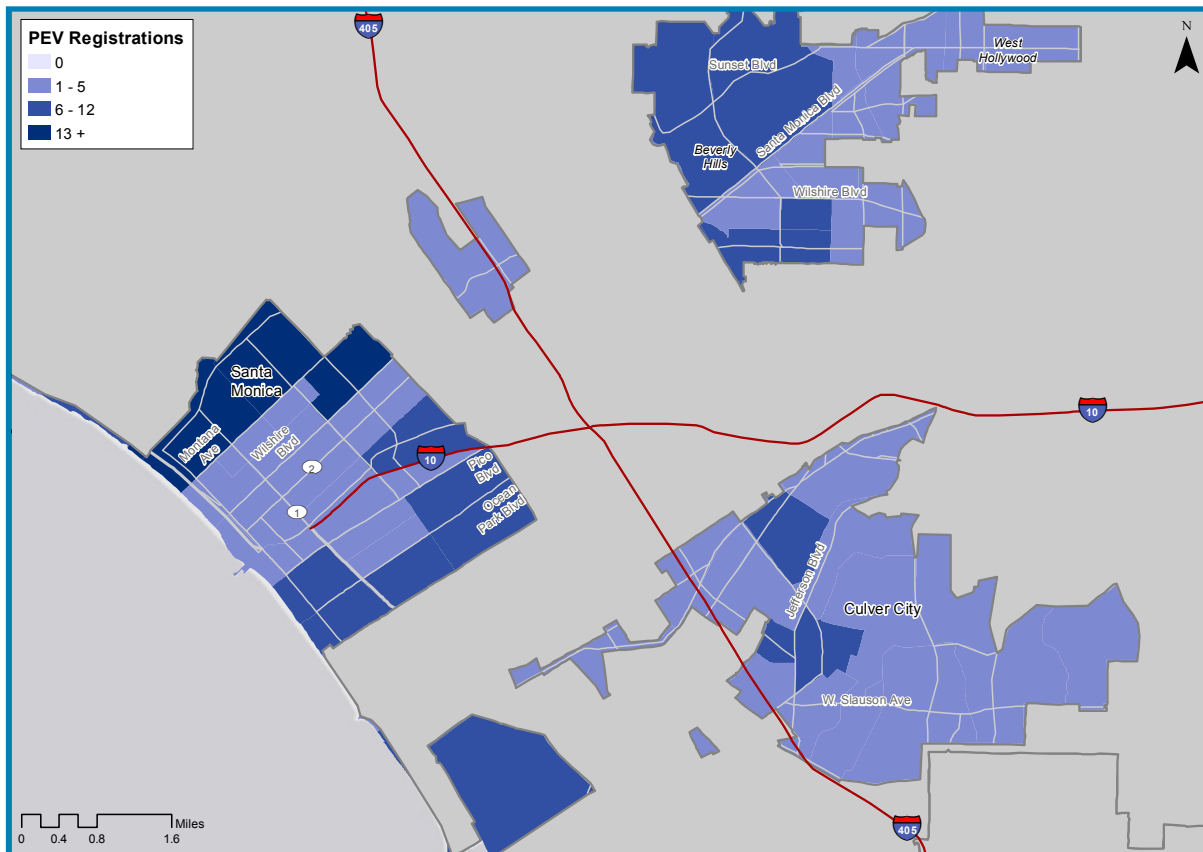 PEV Registrations
0
1 - 5
6 - 12
13 +
405
N
West
Hollywood
Sunset Blvd
Santa Monica Blvd
Beverly
Hills
Wilshire Blvd
Santa
Monica
Montana
Ave
Wilshire
Blvd
2
1
10
10
Pico
Blvd
Ocean
Park Blvd
Jefferson Blvd
Culver City
W. Slauson Ave
405
Miles
0 0.4 0.8 1.6